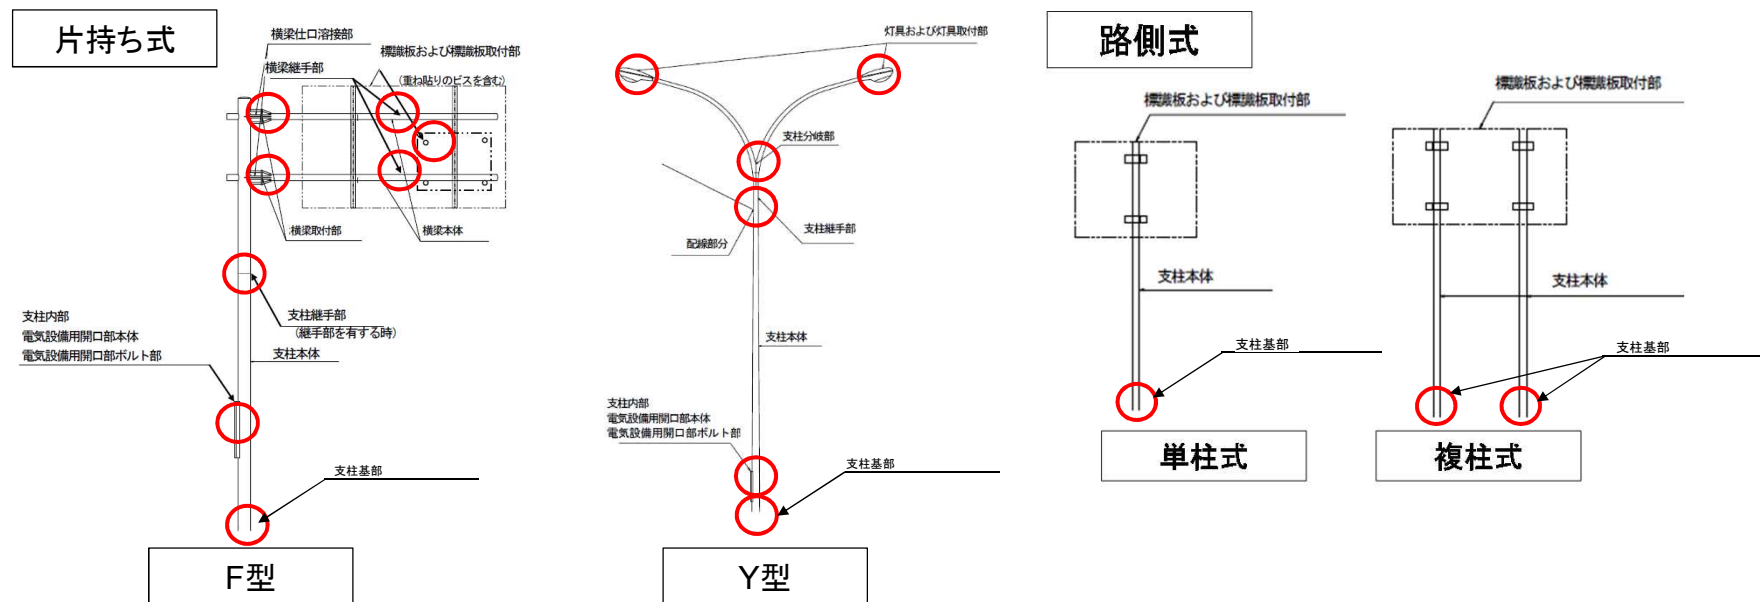 片持ち式
横梁仕口溶接部
標識板および標識板取付部
横梁継手部
(重ね貼りのビスを含む)
横梁取付部
横梁本体
支柱継手部
(継手部を有する時)
支柱内部
電気設備用開口部本体
電気設備用開口部ボルト部
支柱本体
支柱基部
F型
灯具および灯具取付部
支柱分岐部
支柱継手部
配線部分
支柱本体
支柱内部
電気設備用開口部本体
電気設備用開口部ボルト部
支柱基部
Y型
路側式
標識板および標識板取付部
支柱本体
支柱基部
単柱式
標識板および標識板取付部
支柱本体
支柱基部
複柱式